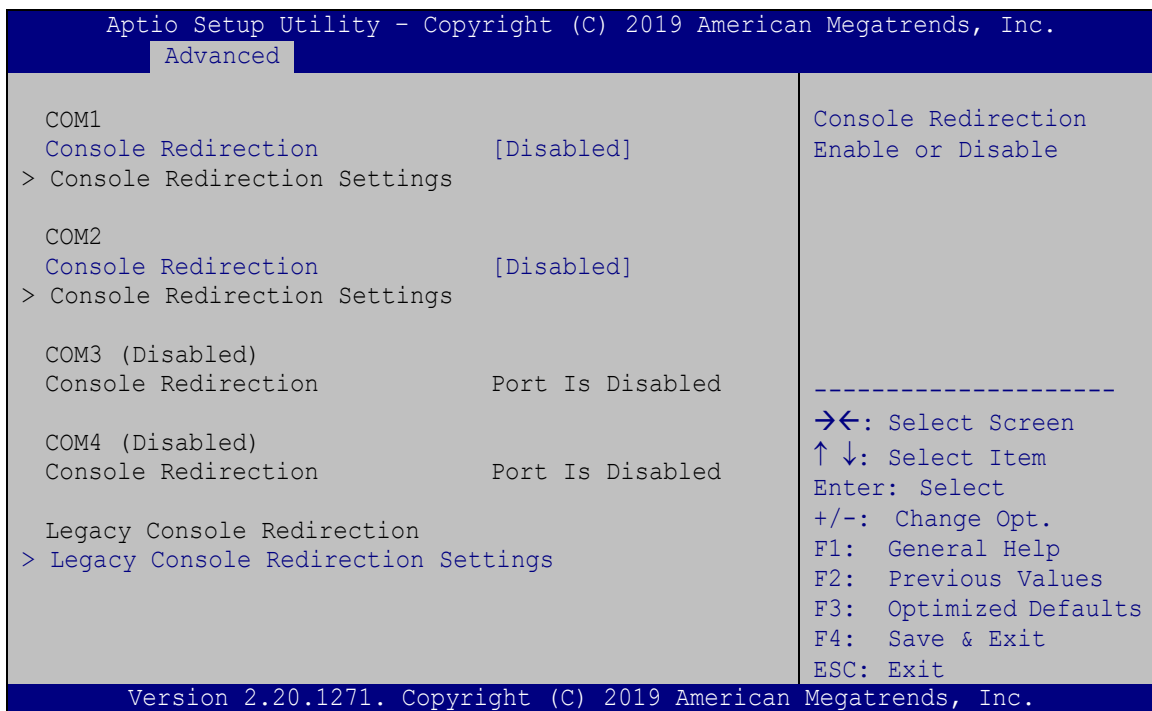 Aptio Setup Utility – Copyright (C) 2019 American Megatrends, Inc.
Advanced
COM1
Console Redirection [Disabled]
> Console Redirection Settings
COM2
Console Redirection [Disabled]
> Console Redirection Settings
COM3 (Disabled)
Console Redirection Port Is Disabled
COM4 (Disabled)
Console Redirection Port Is Disabled
Legacy Console Redirection
> Legacy Console Redirection Settings
Console Redirection
Enable or Disable
---------------------
→←: Select Screen
↑ ↓: Select Item
Enter: Select
+/-: Change Opt.
F1: General Help
F2: Previous Values
F3: Optimized Defaults
F4: Save & Exit
ESC: Exit
Version 2.20.1271. Copyright (C) 2019 American Megatrends, Inc.